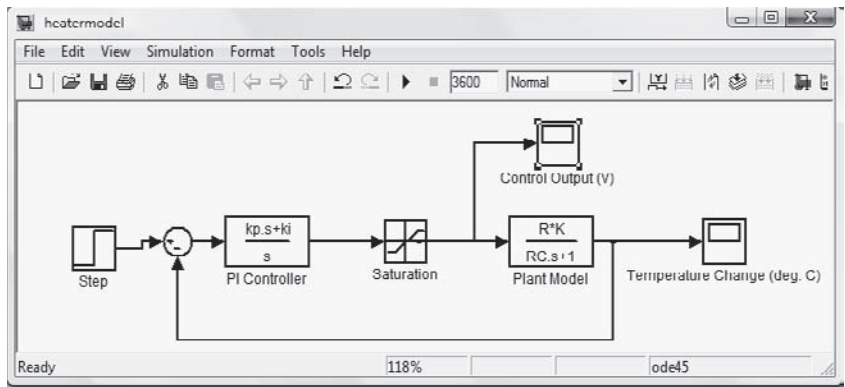 heatermodel
File Edit View Simulation Format Tools Help
3600 Normal
Control Output (V)
kp.s+ki
s
R*K
RC.s+1
Step
PI Controller
Saturation
Plant Model
Temperature Change (deg. C)
Ready 118% ode45